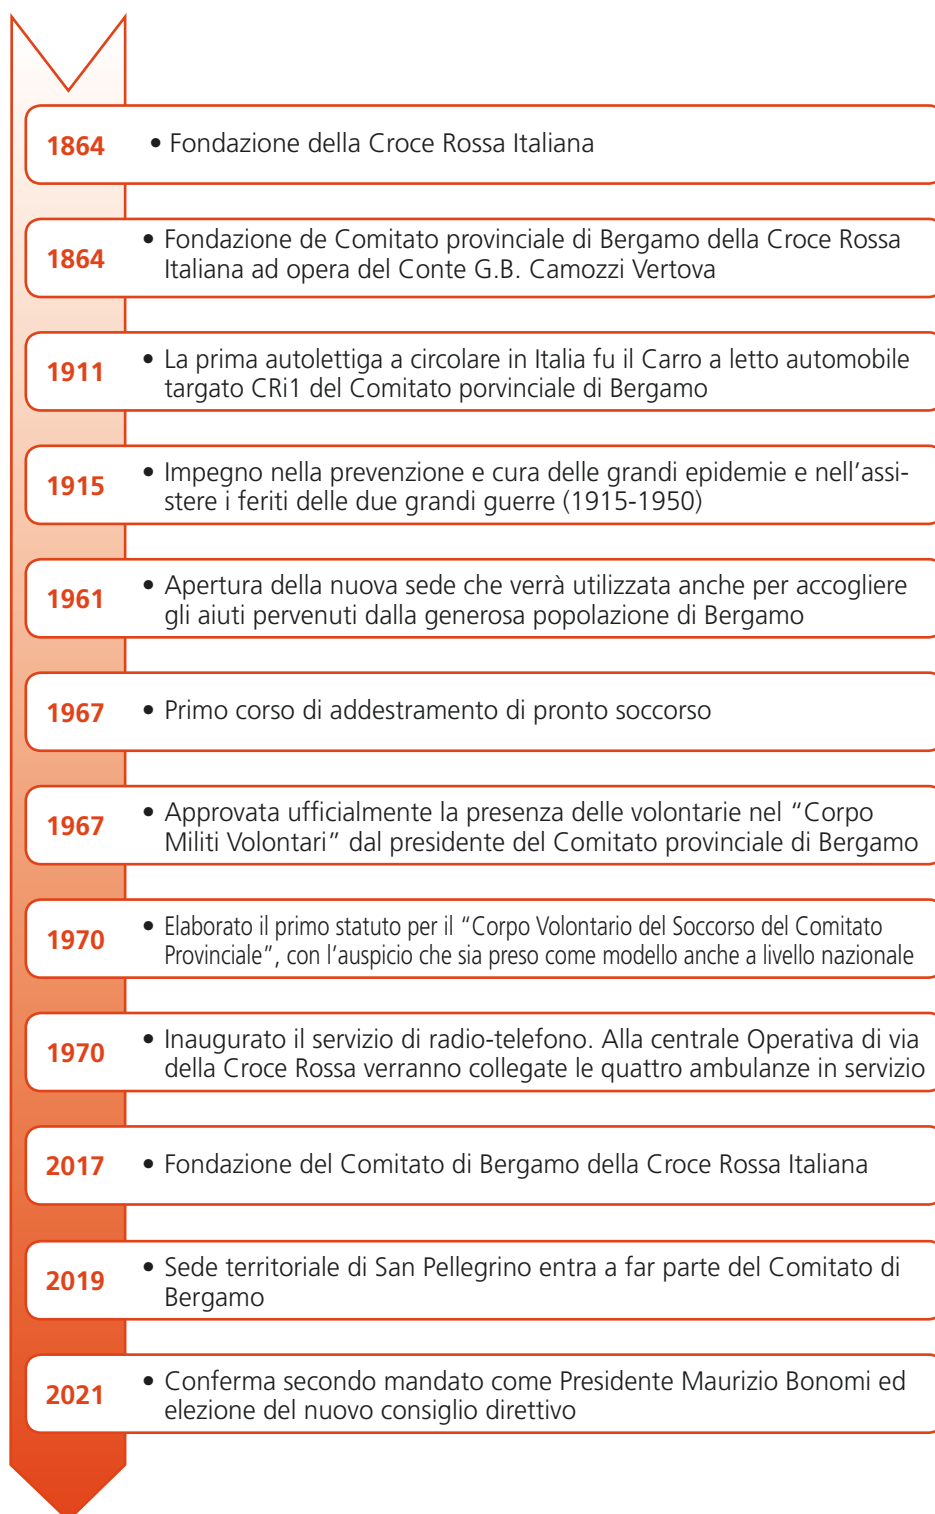 1864
• Fondazione della Croce Rossa Italiana
1864
• Fondazione de Comitato provinciale di Bergamo della Croce Rossa
Italiana ad opera del Conte G.B. Camozzi Vertova
1911
• La prima autolettiga a circolare in Italia fu il Carro a letto automobile
targato CRi1 del Comitato porvinciale di Bergamo
1915
• Impegno nella prevenzione e cura delle grandi epidemie e nell’assi-
stere i feriti delle due grandi guerre (1915-1950)
1961
• Apertura della nuova sede che verrà utilizzata anche per accogliere
gli aiuti pervenuti dalla generosa popolazione di Bergamo
1967
• Primo corso di addestramento di pronto soccorso
1967
• Approvata ufficialmente la presenza delle volontarie nel “Corpo
Militi Volontari” dal presidente del Comitato provinciale di Bergamo
1970
• Elaborato il primo statuto per il “Corpo Volontario del Soccorso del Comitato
Provinciale”, con l’auspicio che sia preso come modello anche a livello nazionale
1970
• Inaugurato il servizio di radio-telefono. Alla centrale Operativa di via
della Croce Rossa verranno collegate le quattro ambulanze in servizio
2017
• Fondazione del Comitato di Bergamo della Croce Rossa Italiana
2019
• Sede territoriale di San Pellegrino entra a far parte del Comitato di
Bergamo
2021
• Conferma secondo mandato come Presidente Maurizio Bonomi ed
elezione del nuovo consiglio direttivo